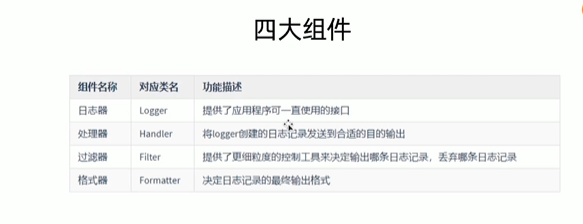 四大组件
组件名称 对应类名 功能描述
日志器 Logger 提供了应用程序可一直使用的接口
处理器 Handler 将logger创建的日志记录发送到合适的目的输出
过滤器 Filter 提供了更细粒度的控制工具来决定输出哪条日志记录，丢弃哪条日志记录
格式器 Formatter 决定日志记录的最终输出格式